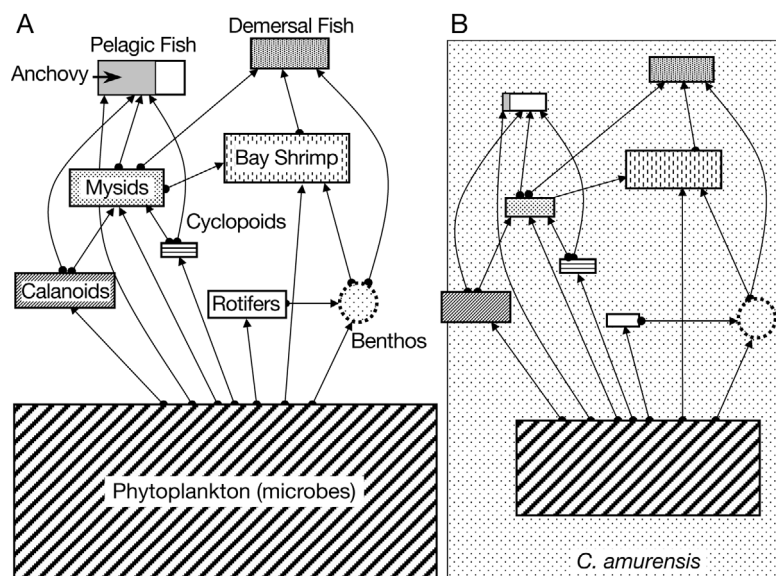 A
Pelagic Fish
Demersal Fish
Anchovy
Bay Shrimp
Mysids
Cyclopoids
Calanoids
Rotifers
Benthos
Phytoplankton (microbes)
B
C. amurensis